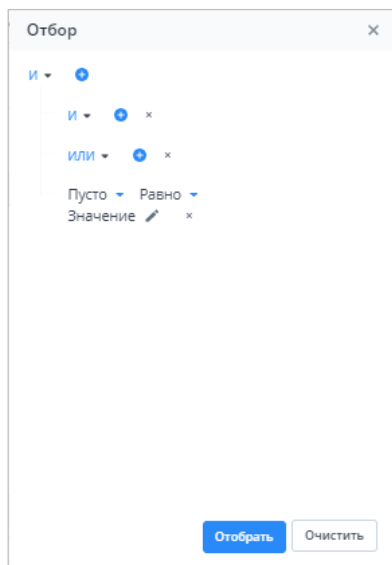 Отбор
И
И
ИЛИ
Пусто Равно
Значение
Отобрать Очистить